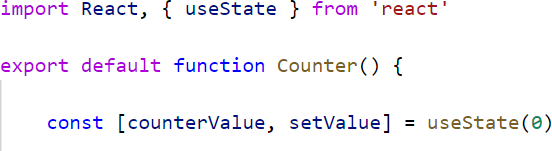 import React, { useState } from 'react'
export default function Counter() {
const [counterValue, setValue] = useState(0)